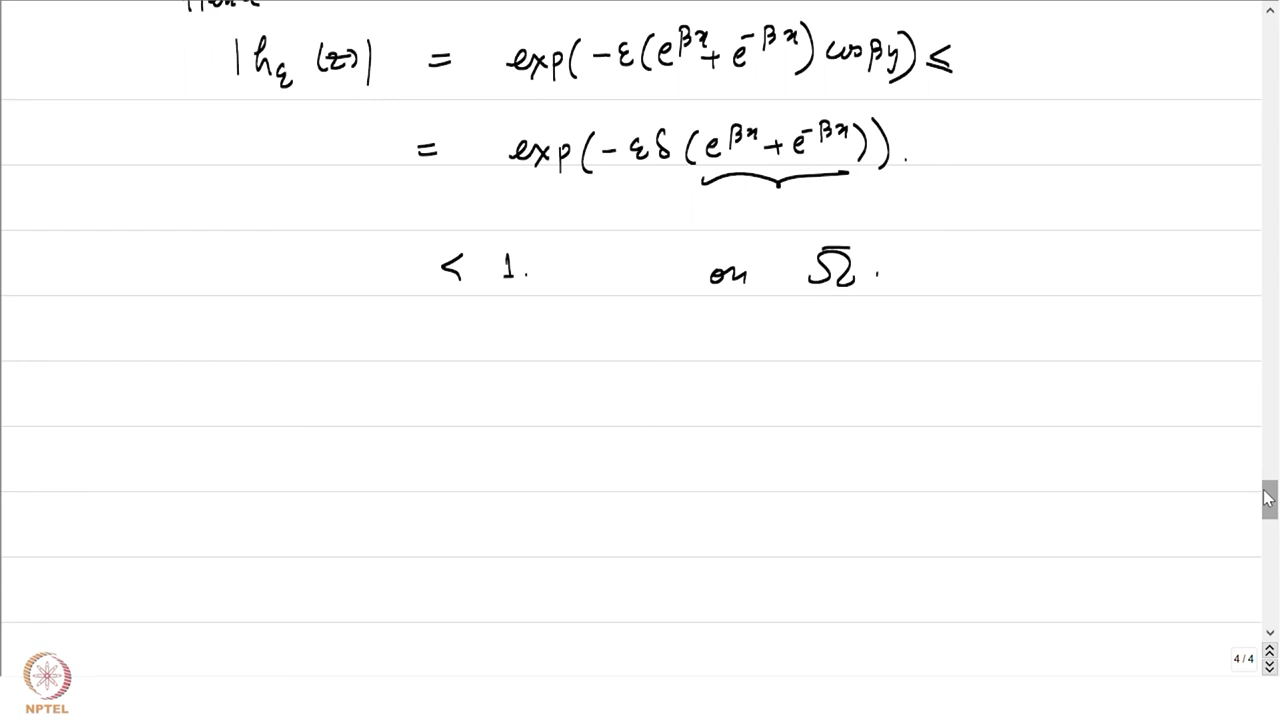 |h_ε(z)| = exp(-ε(e^{βx} + e^{-βx}) cos βy) ≤
= exp(-εδ(e^{βx} + e^{-βx})).
< 1. on Ω̅.
4 / 4
NPTEL